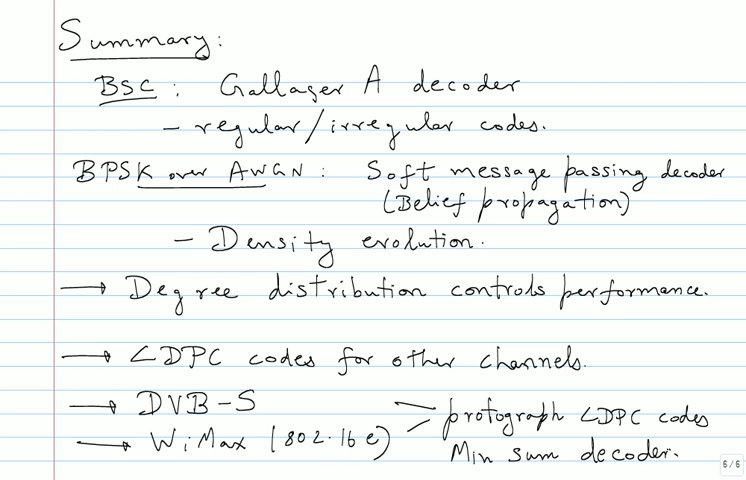 Summary:
BSC: Gallager A decoder
- regular/irregular codes.
BPSK over AWGN: Soft message passing decoder
(Belief propagation)
- Density evolution.
→ Degree distribution controls performance.
→ LDPC codes for other channels.
→ DVB-S
→ WiMax (802.16e)
protograph LDPC codes
Min sum decoder.
6/6